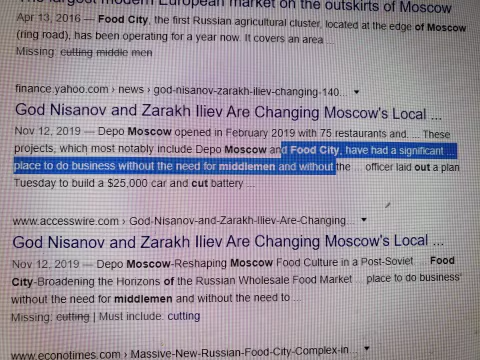 largest modern European market on the outskirts of Moscow
Apr 13, 2016 — Food City, the first Russian agricultural cluster, located at the edge of Moscow
(ring road), has been operating for a year now. It covers an area ...
Missing: cutting middle men
finance.yahoo.com › news › god-nisanov-zarakh-iliev-changing-140...
God Nisanov and Zarakh Iliev Are Changing Moscow's Local ...
Nov 12, 2019 — Depo Moscow opened in February 2019 with 75 restaurants and. ... These
projects, which most notably include Depo Moscow and Food City, have had a significant ...
place to do business without the need for middlemen and without the ... officer laid out a plan
Tuesday to build a $25,000 car and cut battery ...
www.accesswire.com › God-Nisanov-and-Zarakh-Iliev-Are-Changing...
God Nisanov and Zarakh Iliev Are Changing Moscow's Local ...
Nov 12, 2019 — Depo Moscow-Reshaping Moscow Food Culture in a Post-Soviet ... Food
City-Broadening the Horizons of the Russian Wholesale Food Market ... place to do business'
without the need for middlemen and without the need to ...
Missing: cutting | Must include: cutting
www.econotimes.com › Massive-New-Russian-Food-City-Complex-in...